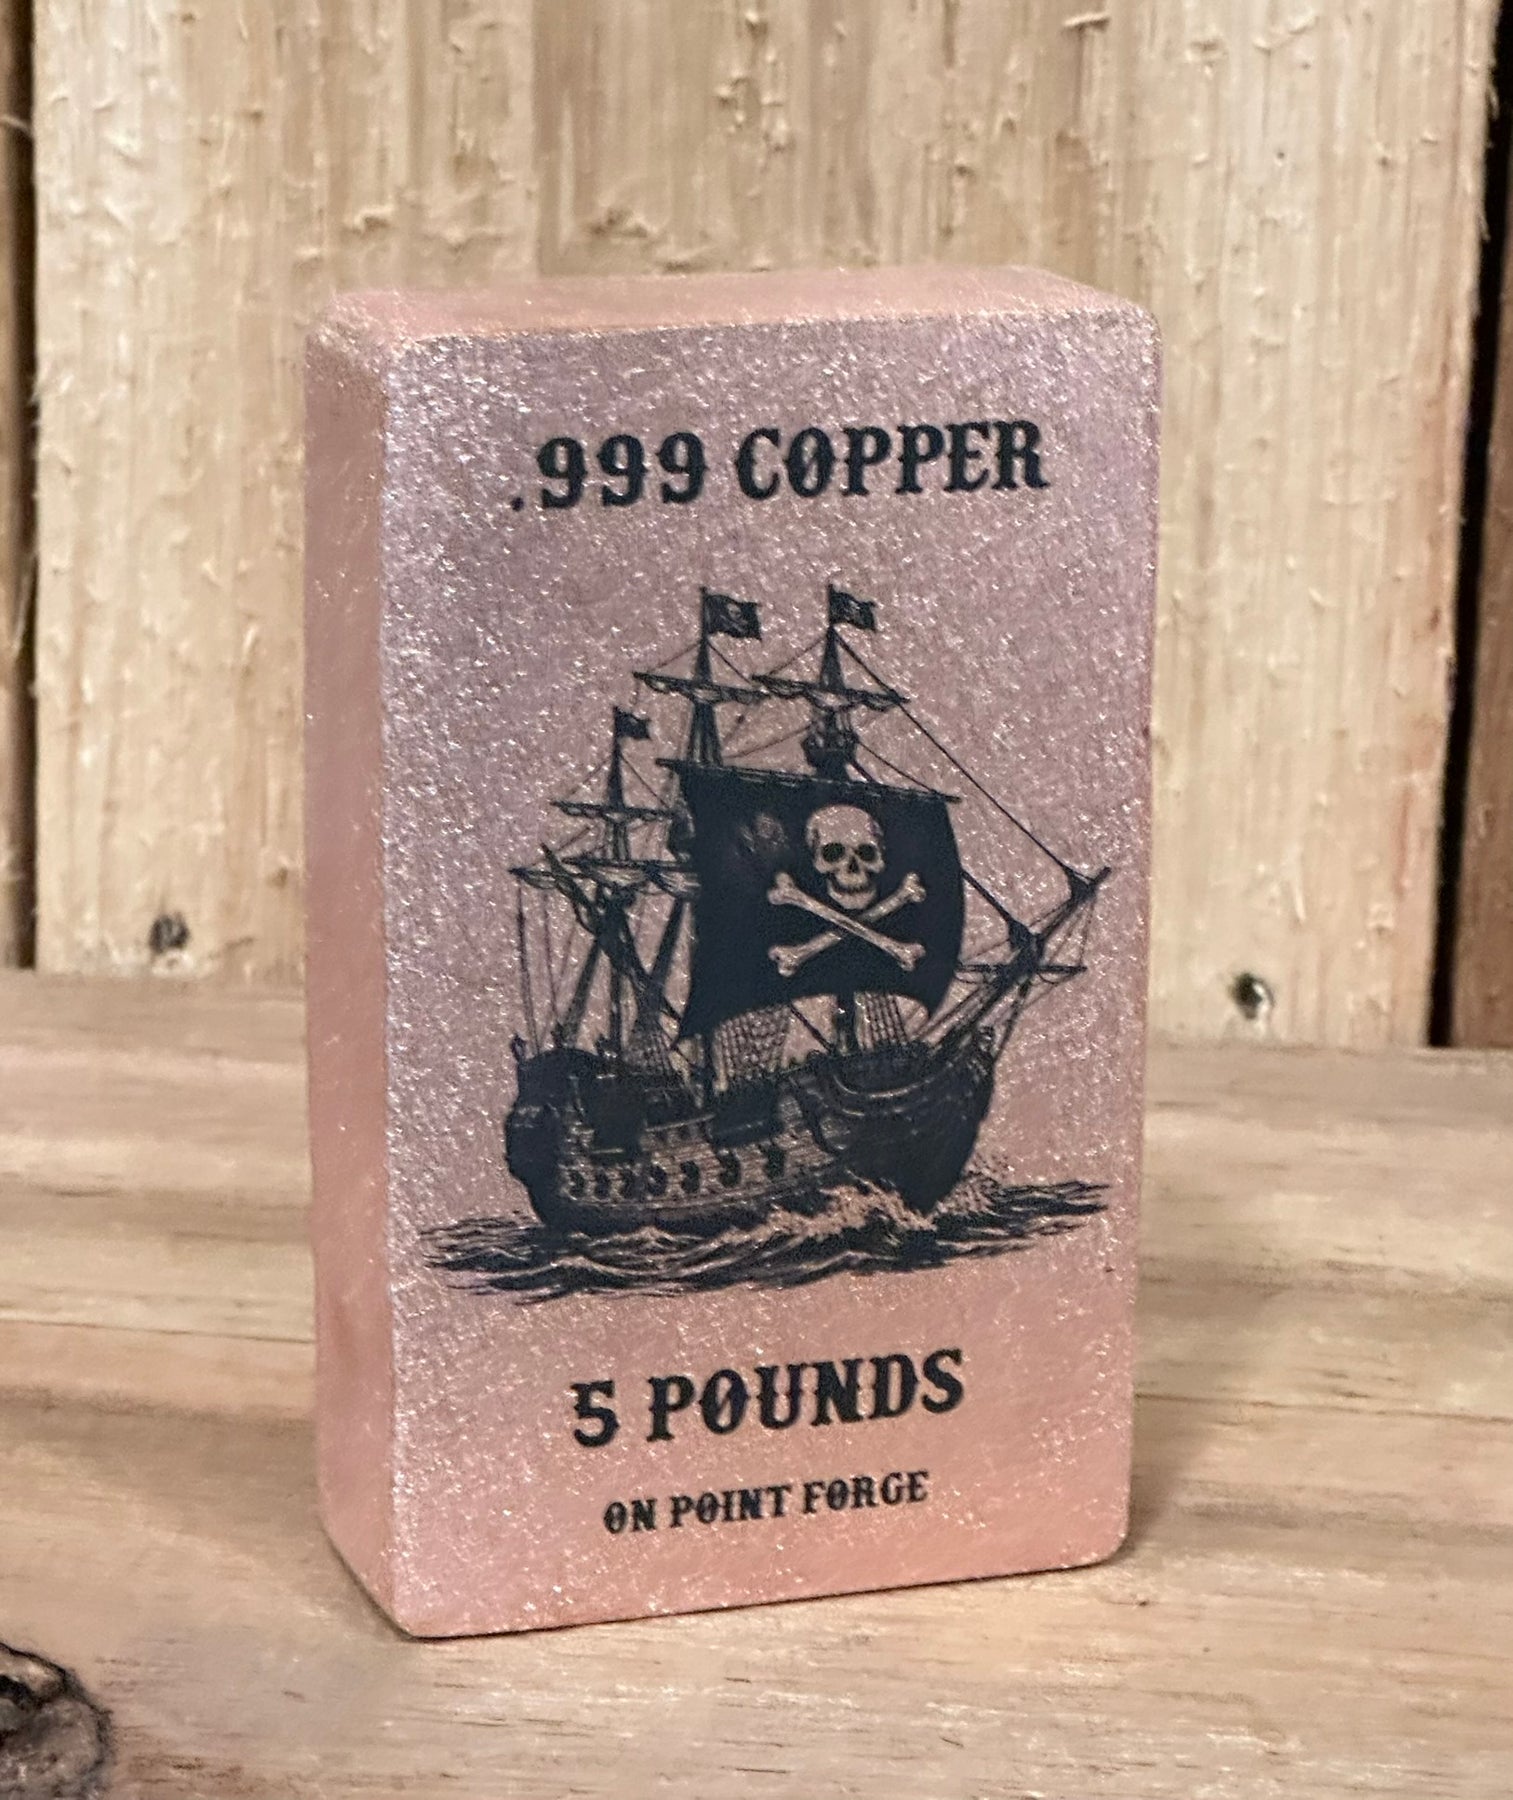 .999 COPPER
5 POUNDS
ON POINT FORGE